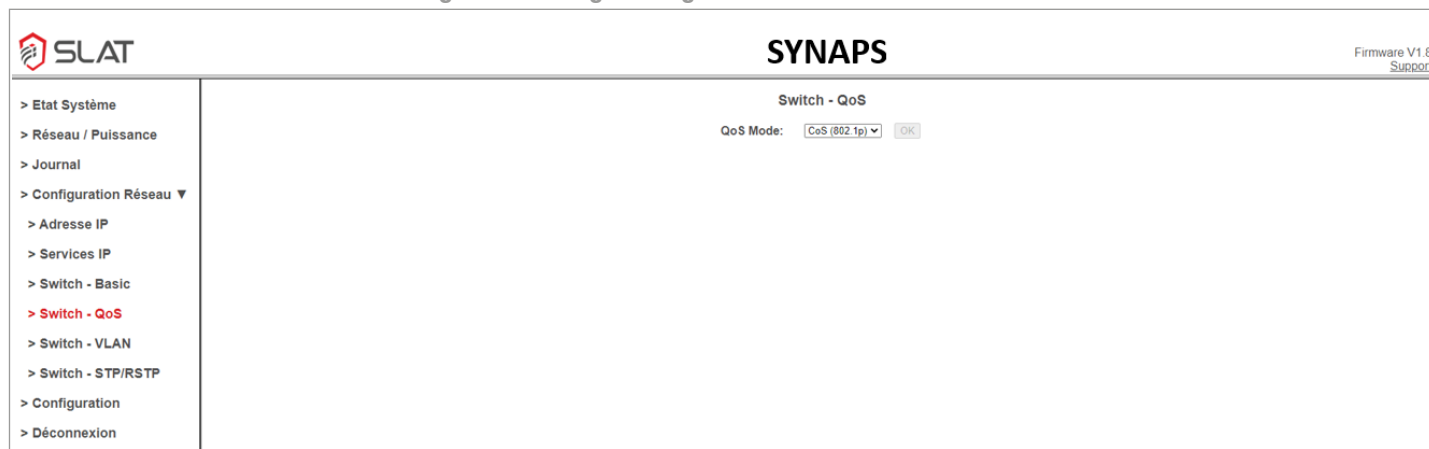 SLAT
SYNAPS
Firmware V1.8
Support
> Etat Système
> Réseau / Puissance
> Journal
> Configuration Réseau ▼
> Adresse IP
> Services IP
> Switch - Basic
> Switch - QoS
> Switch - VLAN
> Switch - STP/RSTP
> Configuration
> Déconnexion
Switch - QoS
QoS Mode: CoS (802.1p) OK